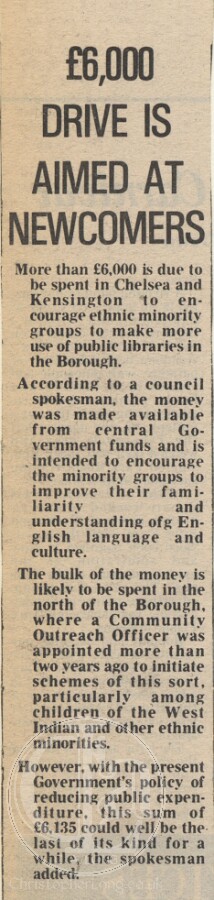 £6,000
DRIVE IS
AIMED AT
NEWCOMERS
More than £6,000 is due to
be spent in Chelsea and
Kensington to en-
courage ethnic minority
groups to make more
use of public libraries in
the Borough.
According to a council
spokesman, the money
was made available
from central Go-
vernment funds and is
intended to encourage
the minority groups to
improve their fami-
liarity and
understanding ofg En-
glish language and
culture.
The bulk of the money is
likely to be spent in the
north of the Borough,
where a Community
Outreach Officer was
appointed more than
two years ago to initiate
schemes of this sort,
particularly among
children of the West
Indian and other ethnic
minorities.
However, with the present
Government's policy of
reducing public expen-
diture, this sum of
£6,135 could well be the
last of its kind for a
while, the spokesman
added.